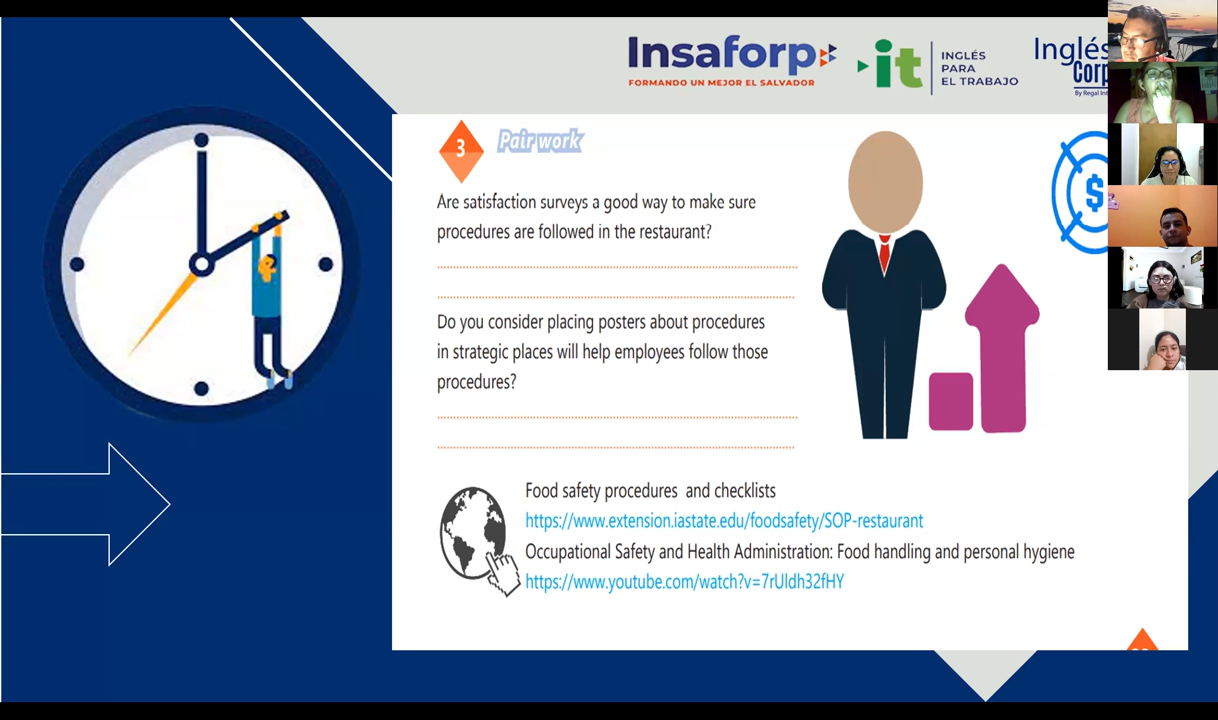 Insaforp
FORMANDO UN MEJOR EL SALVADOR
it
INGLÉS
PARA
EL TRABAJO
Inglés
Corp
By Regal Int
3
Pair work
Are satisfaction surveys a good way to make sure
procedures are followed in the restaurant?
$
Do you consider placing posters about procedures
in strategic places will help employees follow those
procedures?
Food safety procedures and checklists
https://www.extension.iastate.edu/foodsafety/SOP-restaurant
Occupational Safety and Health Administration: Food handling and personal hygiene
https://www.youtube.com/watch?v=7rUldh32fHY